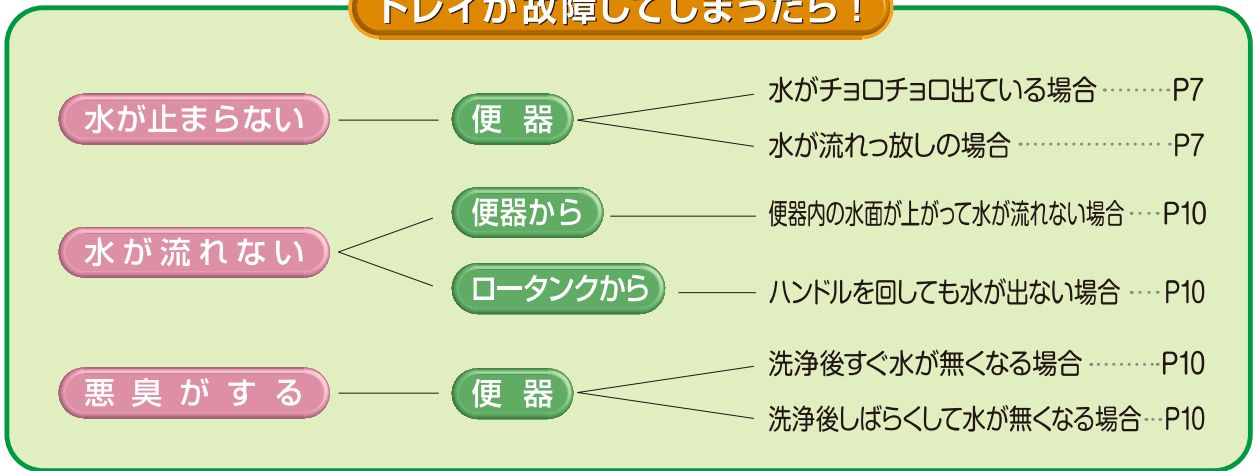 トイレが故障してしまったら！
水が止まらない
便器
水がチョロチョロ出ている場合………P7
水が流れっ放しの場合………………P7
水が流れない
便器から
便器内の水面が上がって水が流れない場合…P10
ロータンクから
ハンドルを回しても水が出ない場合…P10
悪臭がする
便器
洗浄後すぐ水が無くなる場合………P10
洗浄後しばらくして水が無くなる場合…P10